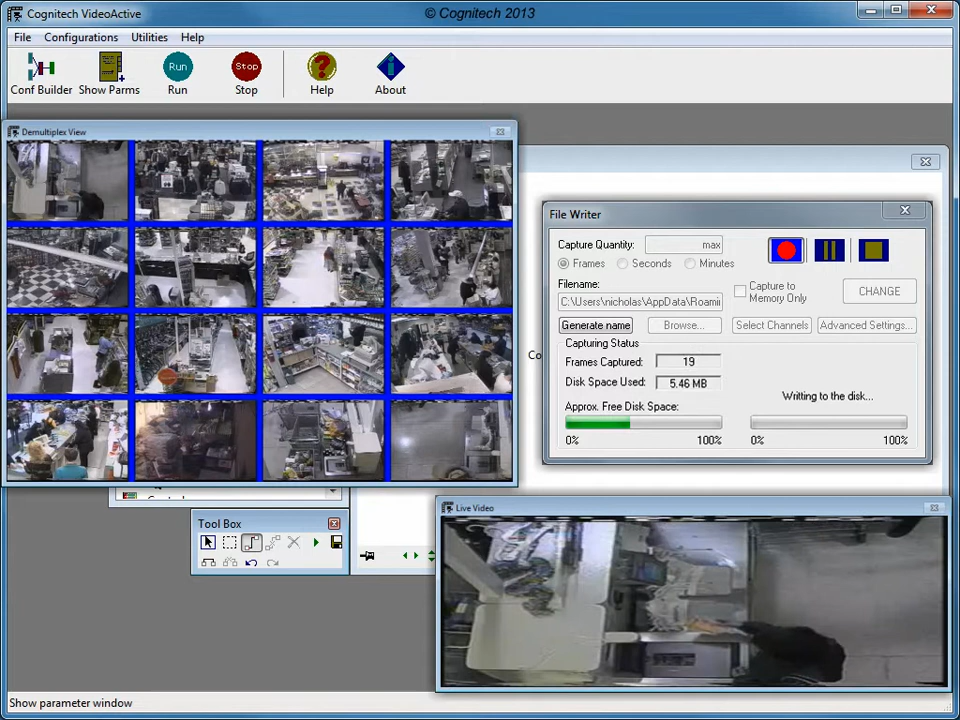 Cognitech VideoActive
© Cognitech 2013
File Configurations Utilities Help
Run Stop
Conf Builder Show Parms Run Stop Help About
Demultiplex View
File Writer
Capture Quantity: max
Frames Seconds Minutes
Filename:
Capture to Memory Only
C:\Users\nicholas\AppData\Roamin
CHANGE
Generate name Browse... Select Channels Advanced Settings...
Capturing Status
Frames Captured: 19
Disk Space Used: 5.46 MB
Writting to the disk...
Approx. Free Disk Space:
0% 100% 0% 100%
Co
Live Video
Tool Box
Show parameter window